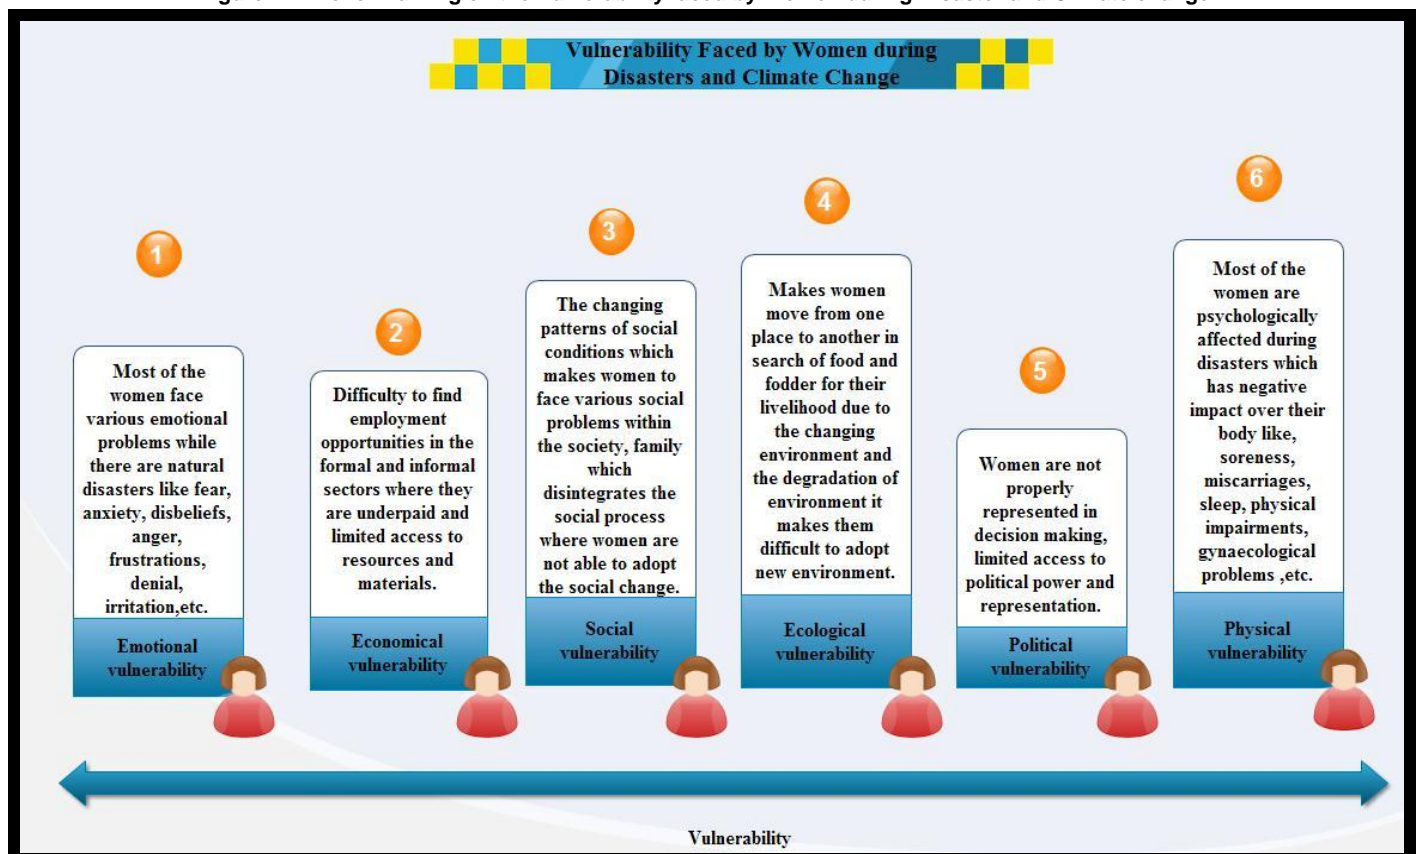 Vulnerability Faced by Women during
Disasters and Climate Change
1
Most of the
women face
various emotional
problems while
there are natural
disasters like fear,
anxiety, disbeliefs,
anger,
frustrations,
denial,
irritation,etc.
Emotional
vulnerability
2
Difficulty to find
employment
opportunities in the
formal and informal
sectors where they
are underpaid and
limited access to
resources and
materials.
Economical
vulnerability
3
The changing
patterns of social
conditions which
makes women to
face various social
problems within
the society, family
which
disintegrates the
social process
where women are
not able to adopt
the social change.
Social
vulnerability
4
Makes women
move from one
place to another in
search of food and
fodder for their
livelihood due to
the changing
environment and
the degradation of
environment it
makes them
difficult to adopt
new environment.
Ecological
vulnerability
5
Women are not
properly
represented in
decision making,
limited access to
political power and
representation.
Political
vulnerability
6
Most of the
women are
psychologically
affected during
disasters which
has negative
impact over their
body like,
soreness,
miscarriages,
sleep, physical
impairments,
gynaecological
problems ,etc.
Physical
vulnerability
Vulnerability